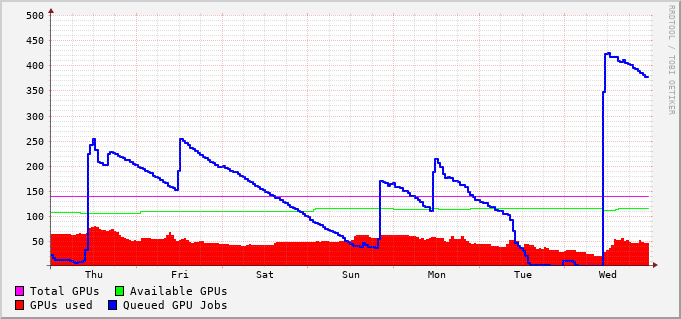 500
450
400
350
300
250
200
150
100
50
Thu Fri Sat Sun Mon Tue Wed
Total GPUs Available GPUs
GPUs used Queued GPU Jobs
RRDTOOL / TOBI OETIKER